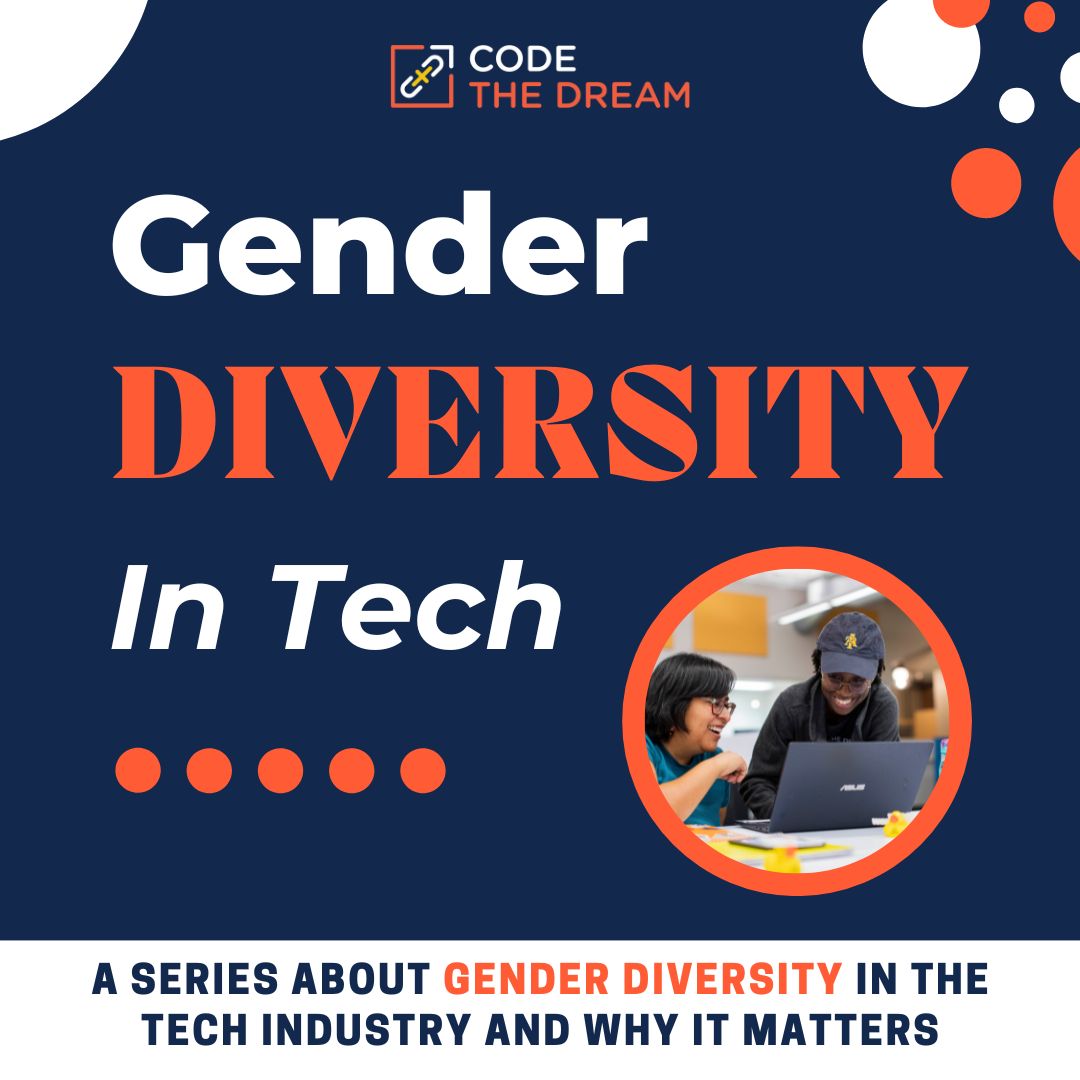 CODE
THE DREAM
Gender
DIVERSITY
In Tech
ASUS
A SERIES ABOUT GENDER DIVERSITY IN THE
TECH INDUSTRY AND WHY IT MATTERS